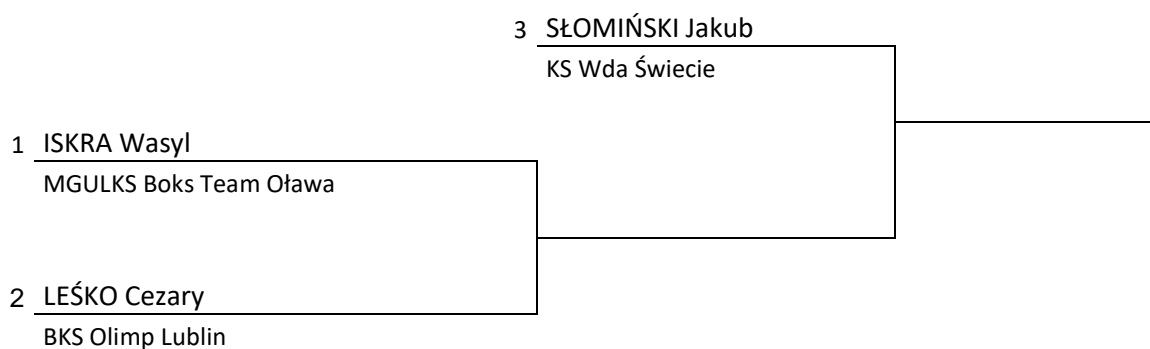 3 SŁOMIŃSKI Jakub
KS Wda Świecie
1 ISKRA Wasyl
MGULKS Boks Team Oława
2 LEŚKO Cezary
BKS Olimp Lublin